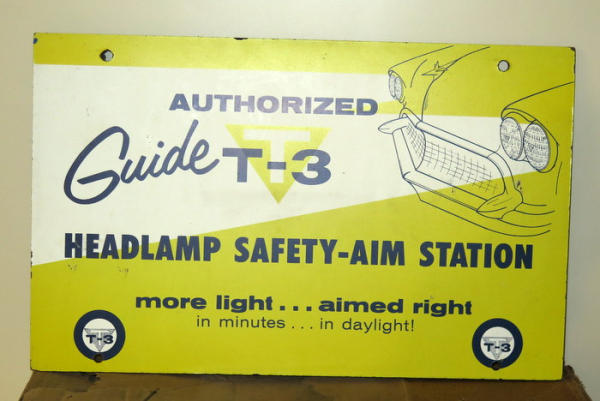 AUTHORIZED
Guide T-3
T
HEADLAMP SAFETY-AIM STATION
more light . . . aimed right
in minutes . . . in daylight!
T-3
T-3